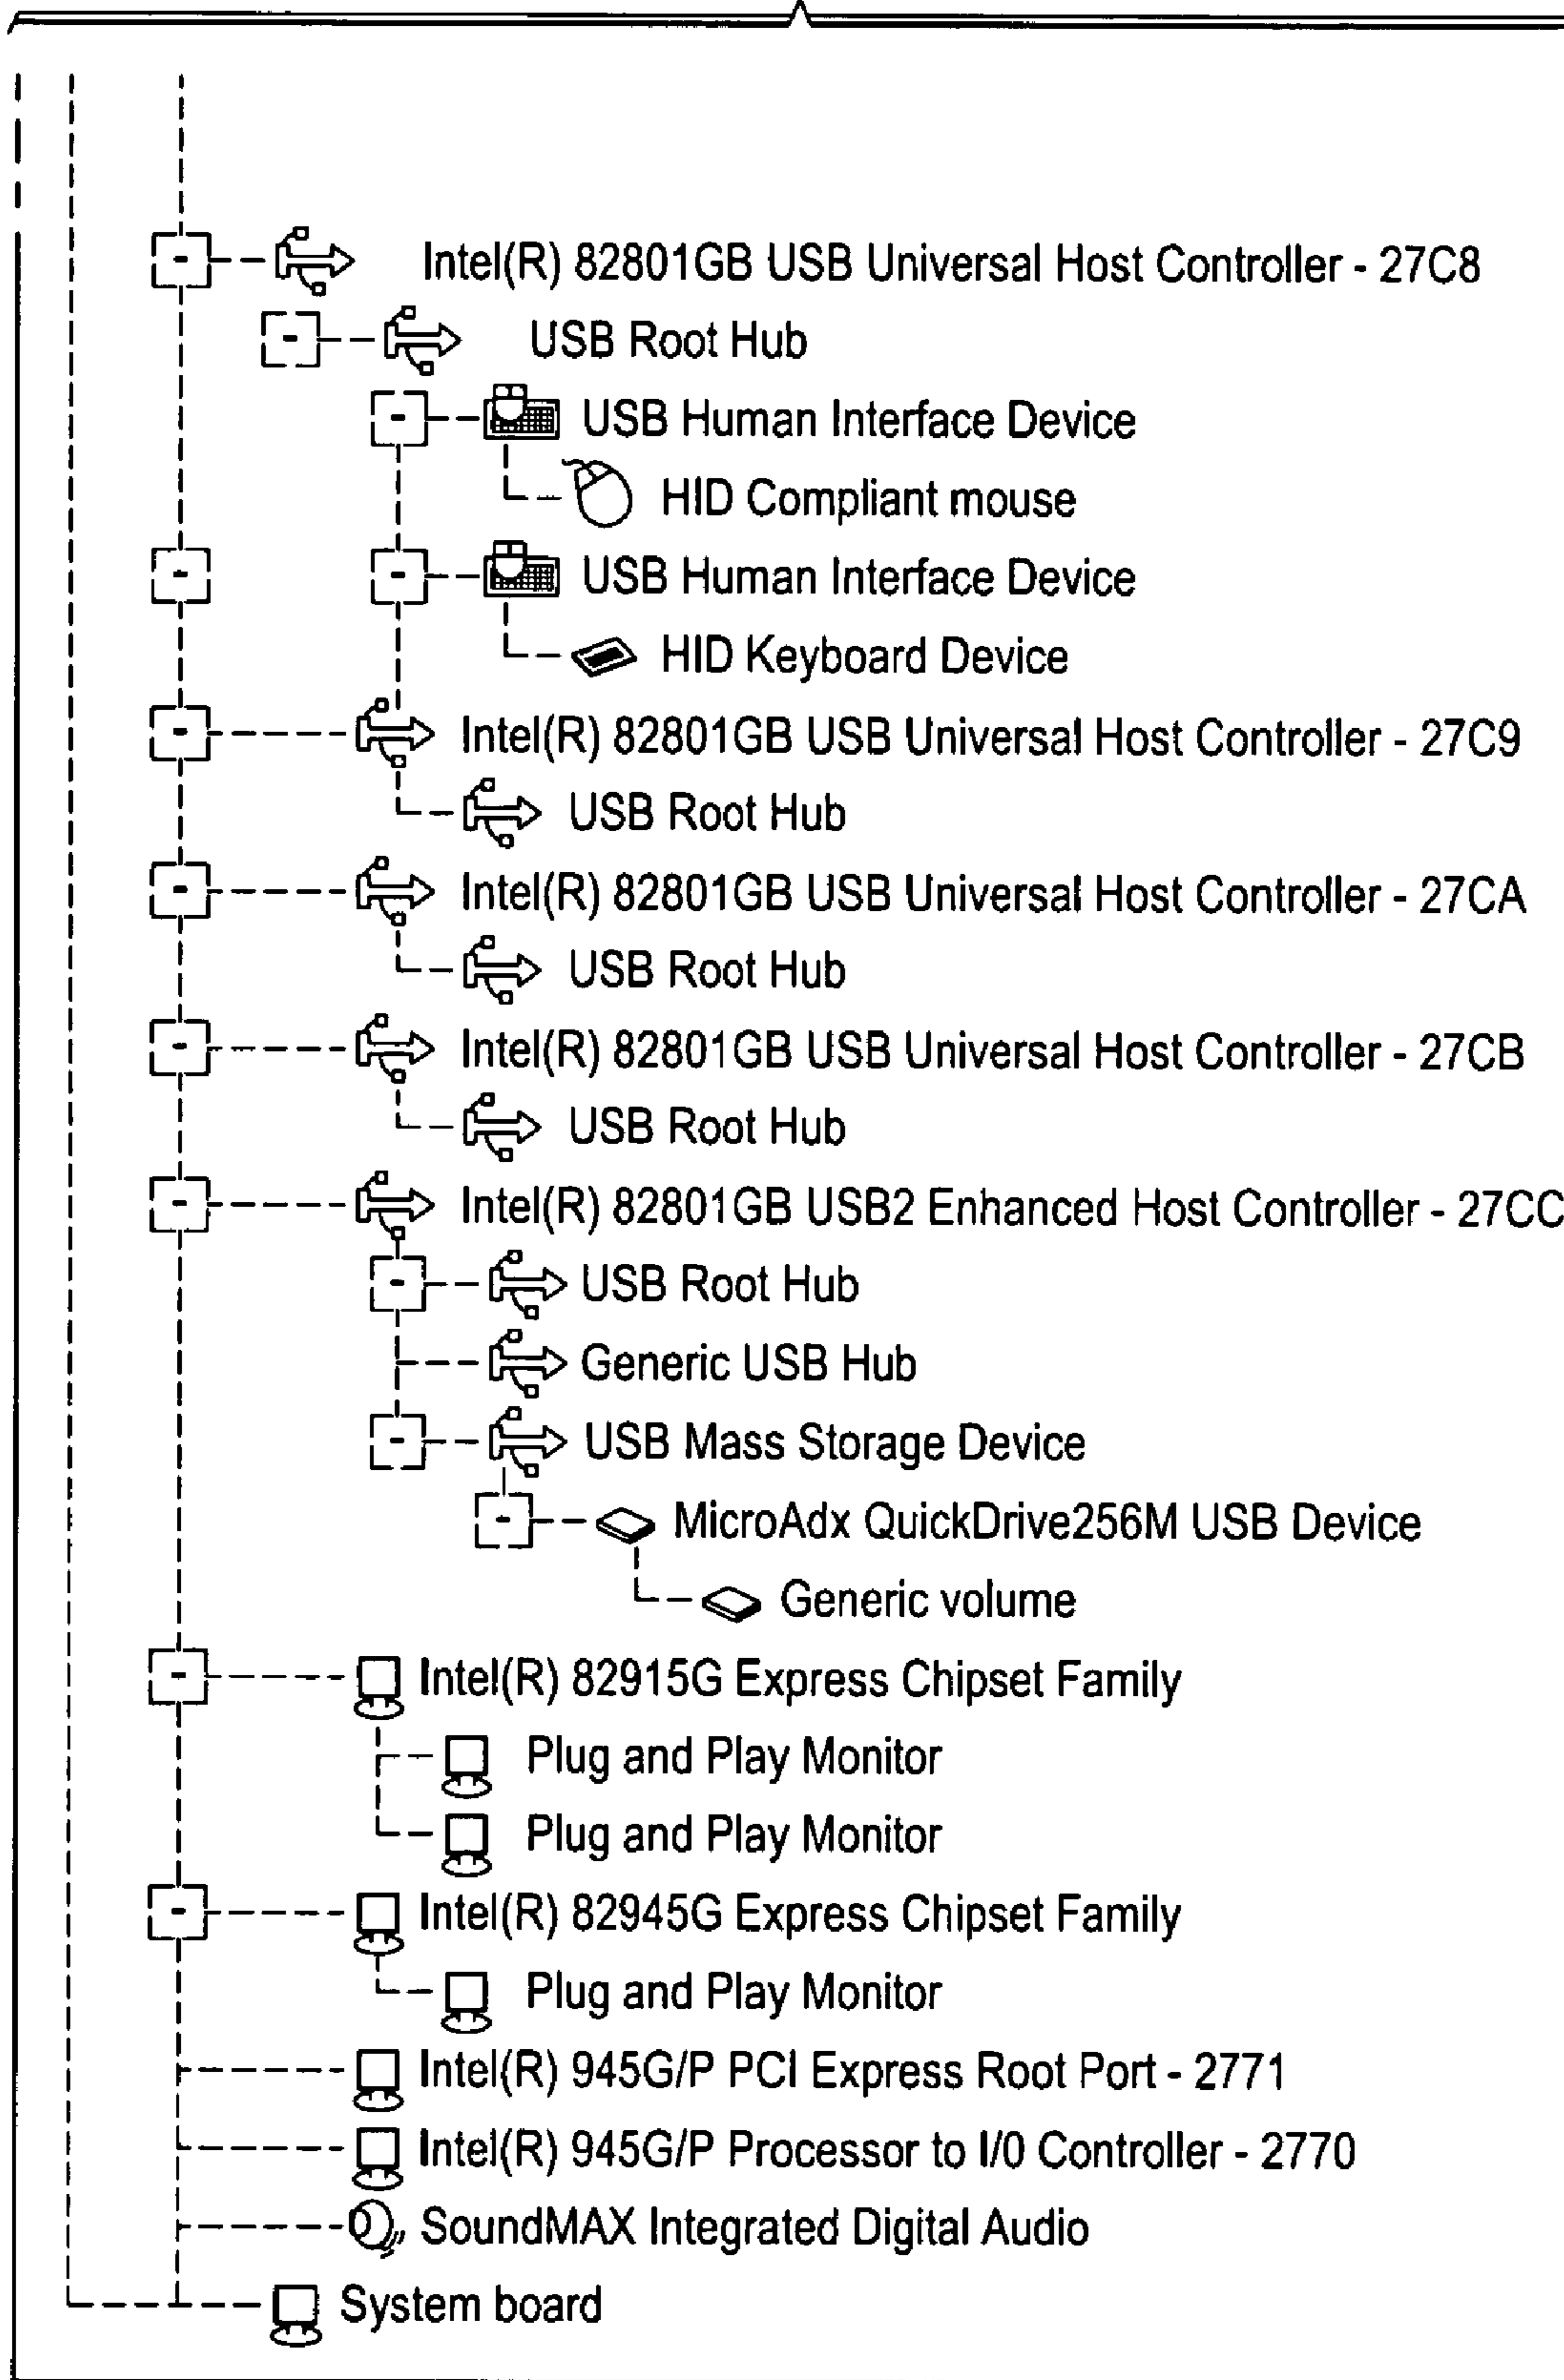 Intel(R) 82801GB USB Universal Host Controller - 27C8
USB Root Hub
USB Human Interface Device
HID Compliant mouse
USB Human Interface Device
HID Keyboard Device
Intel(R) 82801GB USB Universal Host Controller - 27C9
USB Root Hub
Intel(R) 82801GB USB Universal Host Controller - 27CA
USB Root Hub
Intel(R) 82801GB USB Universal Host Controller - 27CB
USB Root Hub
Intel(R) 82801GB USB2 Enhanced Host Controller - 27CC
USB Root Hub
Generic USB Hub
USB Mass Storage Device
MicroAdx QuickDrive256M USB Device
Generic volume
Intel(R) 82915G Express Chipset Family
Plug and Play Monitor
Plug and Play Monitor
Intel(R) 82945G Express Chipset Family
Plug and Play Monitor
Intel(R) 945G/P PCI Express Root Port - 2771
Intel(R) 945G/P Processor to I/0 Controller - 2770
SoundMAX Integrated Digital Audio
System board